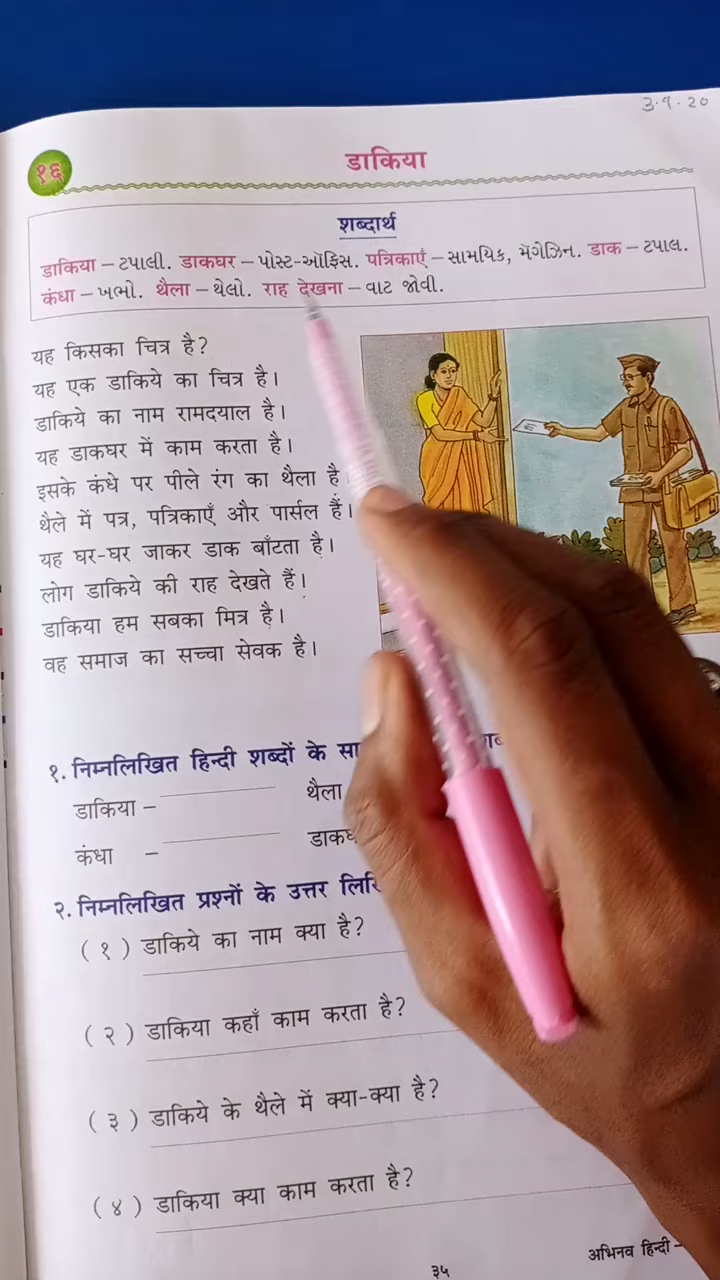 3.9.20
१६
डाकिया
शब्दार्थ
डाकिया – ટપાલી. डाकघर – પોસ્ટ-ઑફિસ. पत्रिकाएँ – સામયિક, મૅગેઝિન. डाक – ટપાલ.
कंधा – ખભો. थैला – થેલો. राह देखना – વાટ જોવી.
यह किसका चित्र है?
यह एक डाकिये का चित्र है।
डाकिये का नाम रामदयाल है।
यह डाकघर में काम करता है।
इसके कंधे पर पीले रंग का थैला है
थैले में पत्र, पत्रिकाएँ और पार्सल हैं।
यह घर-घर जाकर डाक बाँटता है।
लोग डाकिये की राह देखते हैं।
डाकिया हम सबका मित्र है।
वह समाज का सच्चा सेवक है।
१. निम्नलिखित हिन्दी शब्दों के
डाकिया – थैला
कंधा –
२. निम्नलिखित प्रश्नों के उत्तर
(१) डाकिये का नाम क्या है?
(२) डाकिया कहाँ काम करता है?
(३) डाकिये के थैले में क्या-क्या है?
(४) डाकिया क्या काम करता है?
अभिनव हिन्दी –
३५